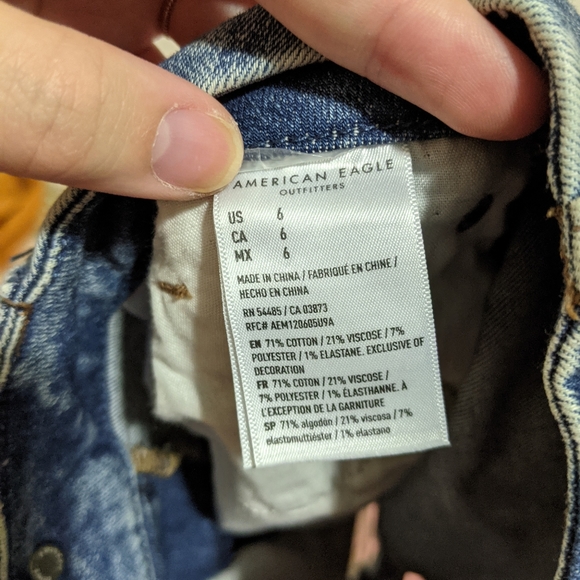 AMERICAN EAGLE
OUTFITTERS
US 6
CA 6
MX 6
MADE IN CHINA / FABRIQUÉ EN CHINE /
HECHO EN CHINA
RN 54485 / CA 03873
RFC# AEM120605U9A
EN 71% COTTON / 21% VISCOSE / 7%
POLYESTER / 1% ELASTANE. EXCLUSIVE OF
DECORATION
FR 71% COTON / 21% VISCOSE /
7% POLYESTER / 1% ÉLASTHANNE. À
L'EXCEPTION DE LA GARNITURE
SP 71% algodón / 21% viscosa / 7%
elastomultiéster / 1% elastano